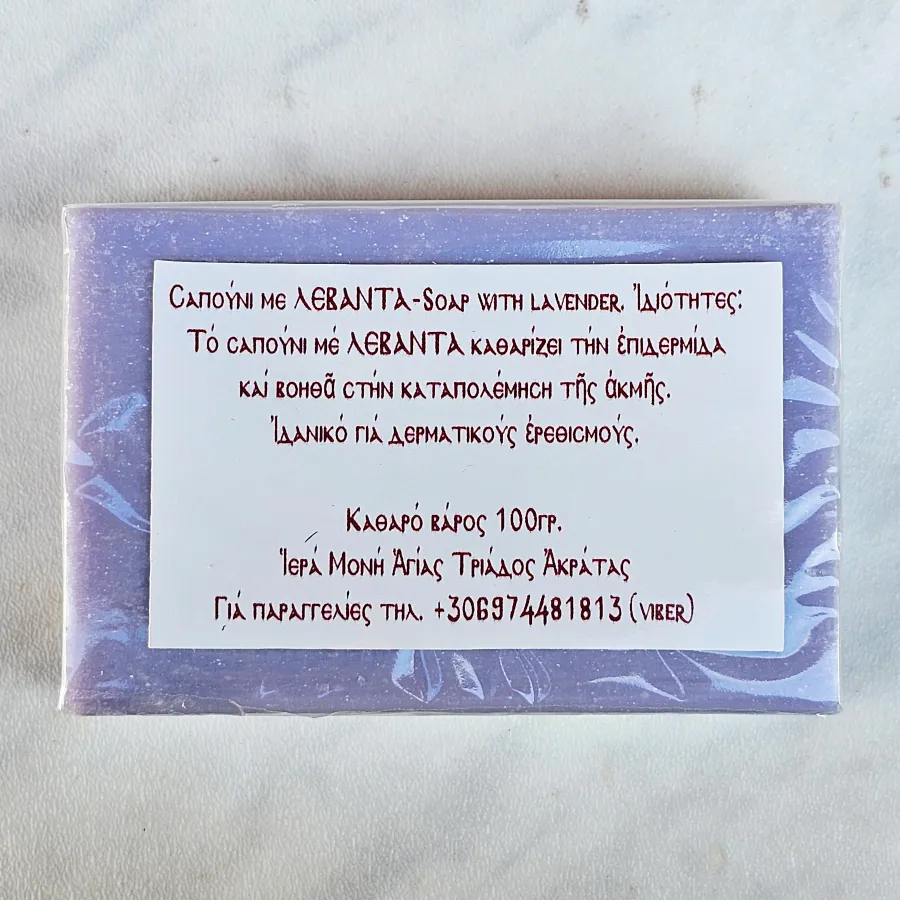 Σαπούνι με ΛΕΒΑΝΤΑ-Soap with lavender. Ἰδιότητες:
Τό σαπούνι μέ ΛΕΒΑΝΤΑ καθαρίζει τήν ἐπιδερμίδα
καί βοηθᾶ στήν καταπολέμηση τῆς ἀκμῆς.
Ἰδανικό γιά δερματικούς ἐρεθισμούς.
Καθαρό βάρος 100γρ.
Ἱερά Μονή Ἁγίας Τριάδος Ἀκράτας
Γιά παραγγελίες τηλ. +306974481813 (viber)